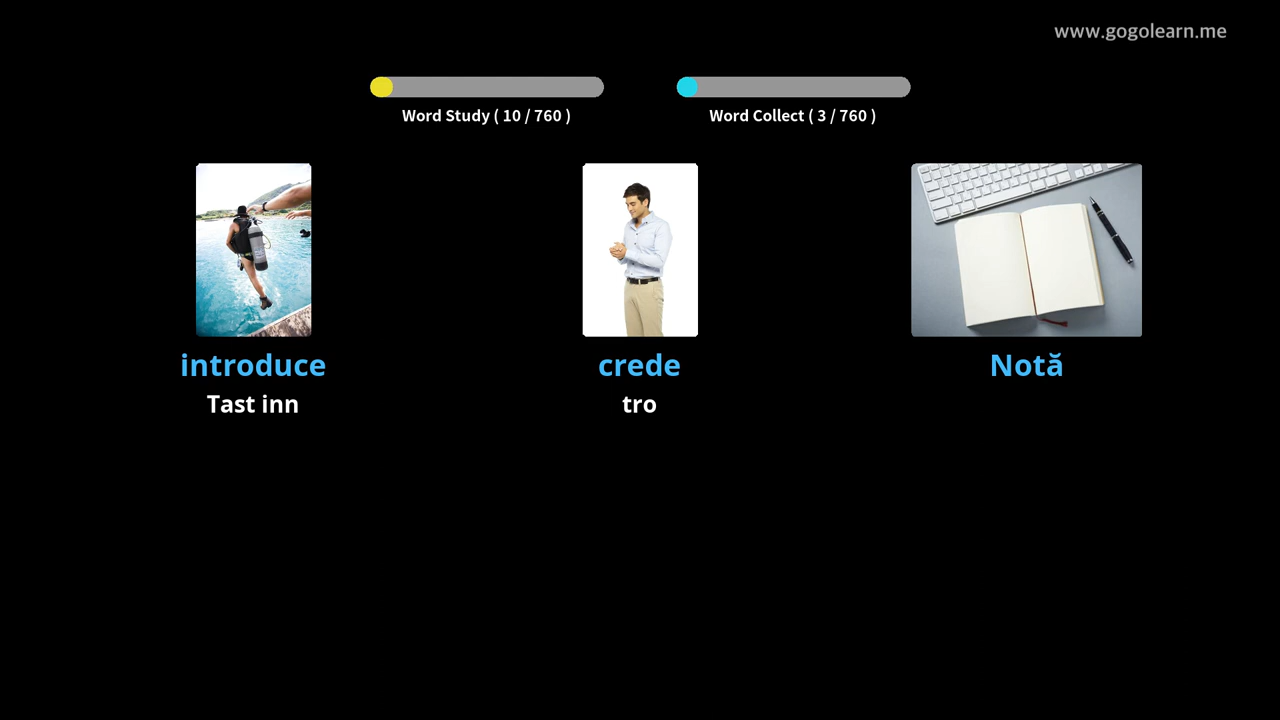 www.gogolearn.me
Word Study ( 10 / 760 )
Word Collect ( 3 / 760 )
introduce
Tast inn
crede
tro
Notă